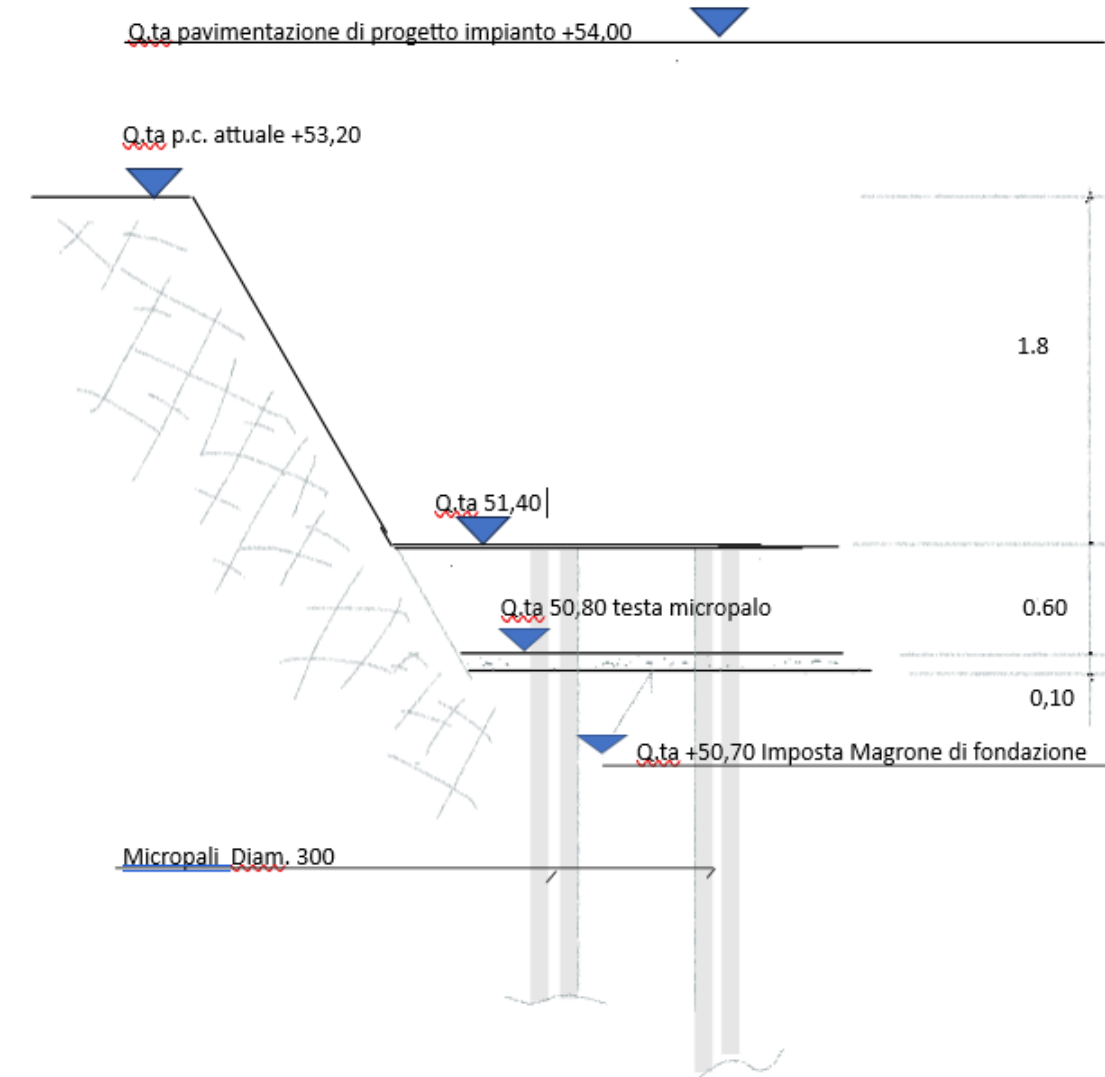 Q.ta pavimentazione di progetto impianto +54,00
Q.ta p.c. attuale +53,20
1.8
Q.ta 51,40
Q.ta 50,80 testa micropalo
0.60
0,10
Q.ta +50,70 Imposta Magrone di fondazione
Micropali Diam. 300